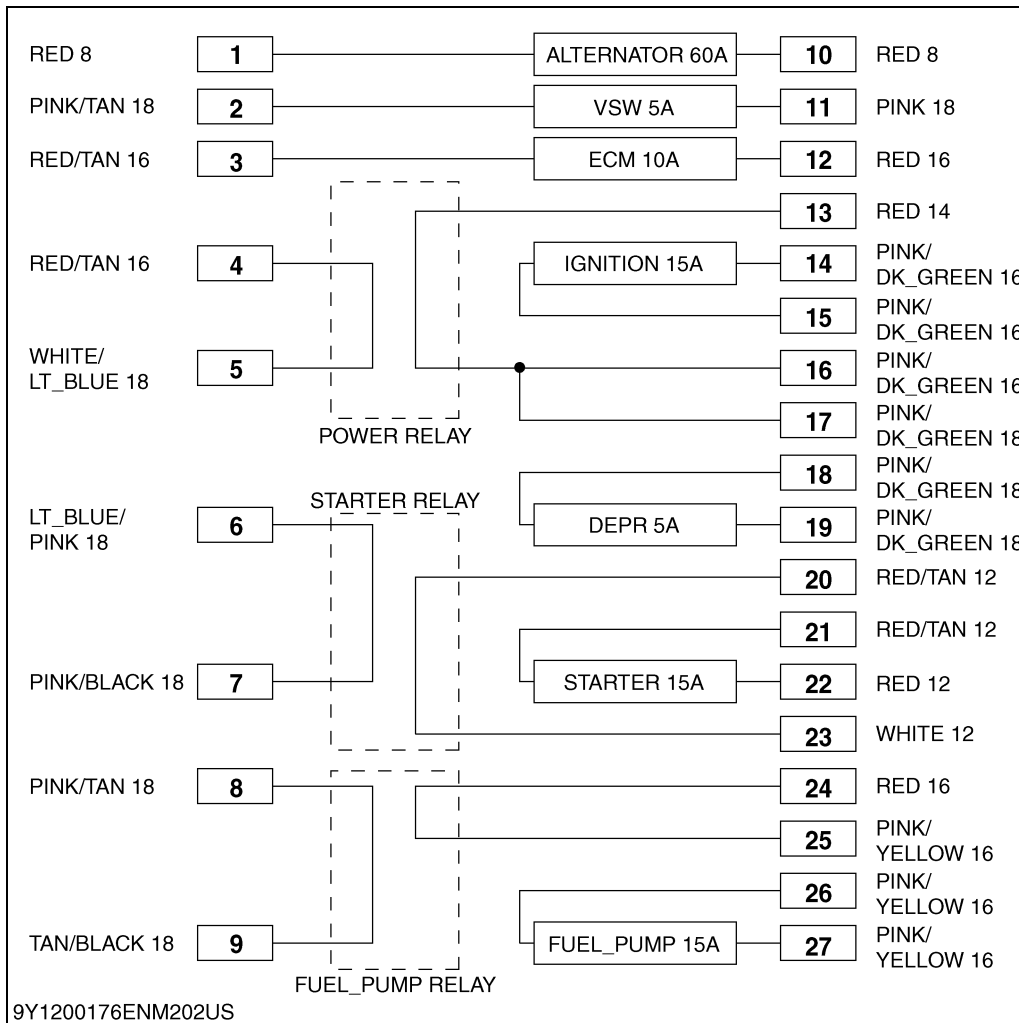 RED 8 1 ALTERNATOR 60A 10 RED 8
PINK/TAN 18 2 VSW 5A 11 PINK 18
RED/TAN 16 3 ECM 10A 12 RED 16
13 RED 14
RED/TAN 16 4 IGNITION 15A 14 PINK/
DK_GREEN 16
15 PINK/
DK_GREEN 16
WHITE/
LT_BLUE 18 5 16 PINK/
DK_GREEN 16
17 PINK/
DK_GREEN 18
POWER RELAY
18 PINK/
DK_GREEN 18
STARTER RELAY
LT_BLUE/
PINK 18 6 DEPR 5A 19 PINK/
DK_GREEN 18
20 RED/TAN 12
21 RED/TAN 12
PINK/BLACK 18 7 STARTER 15A 22 RED 12
23 WHITE 12
PINK/TAN 18 8 24 RED 16
25 PINK/
YELLOW 16
26 PINK/
YELLOW 16
TAN/BLACK 18 9 FUEL_PUMP 15A 27 PINK/
YELLOW 16
FUEL_PUMP RELAY
9Y1200176ENM202US